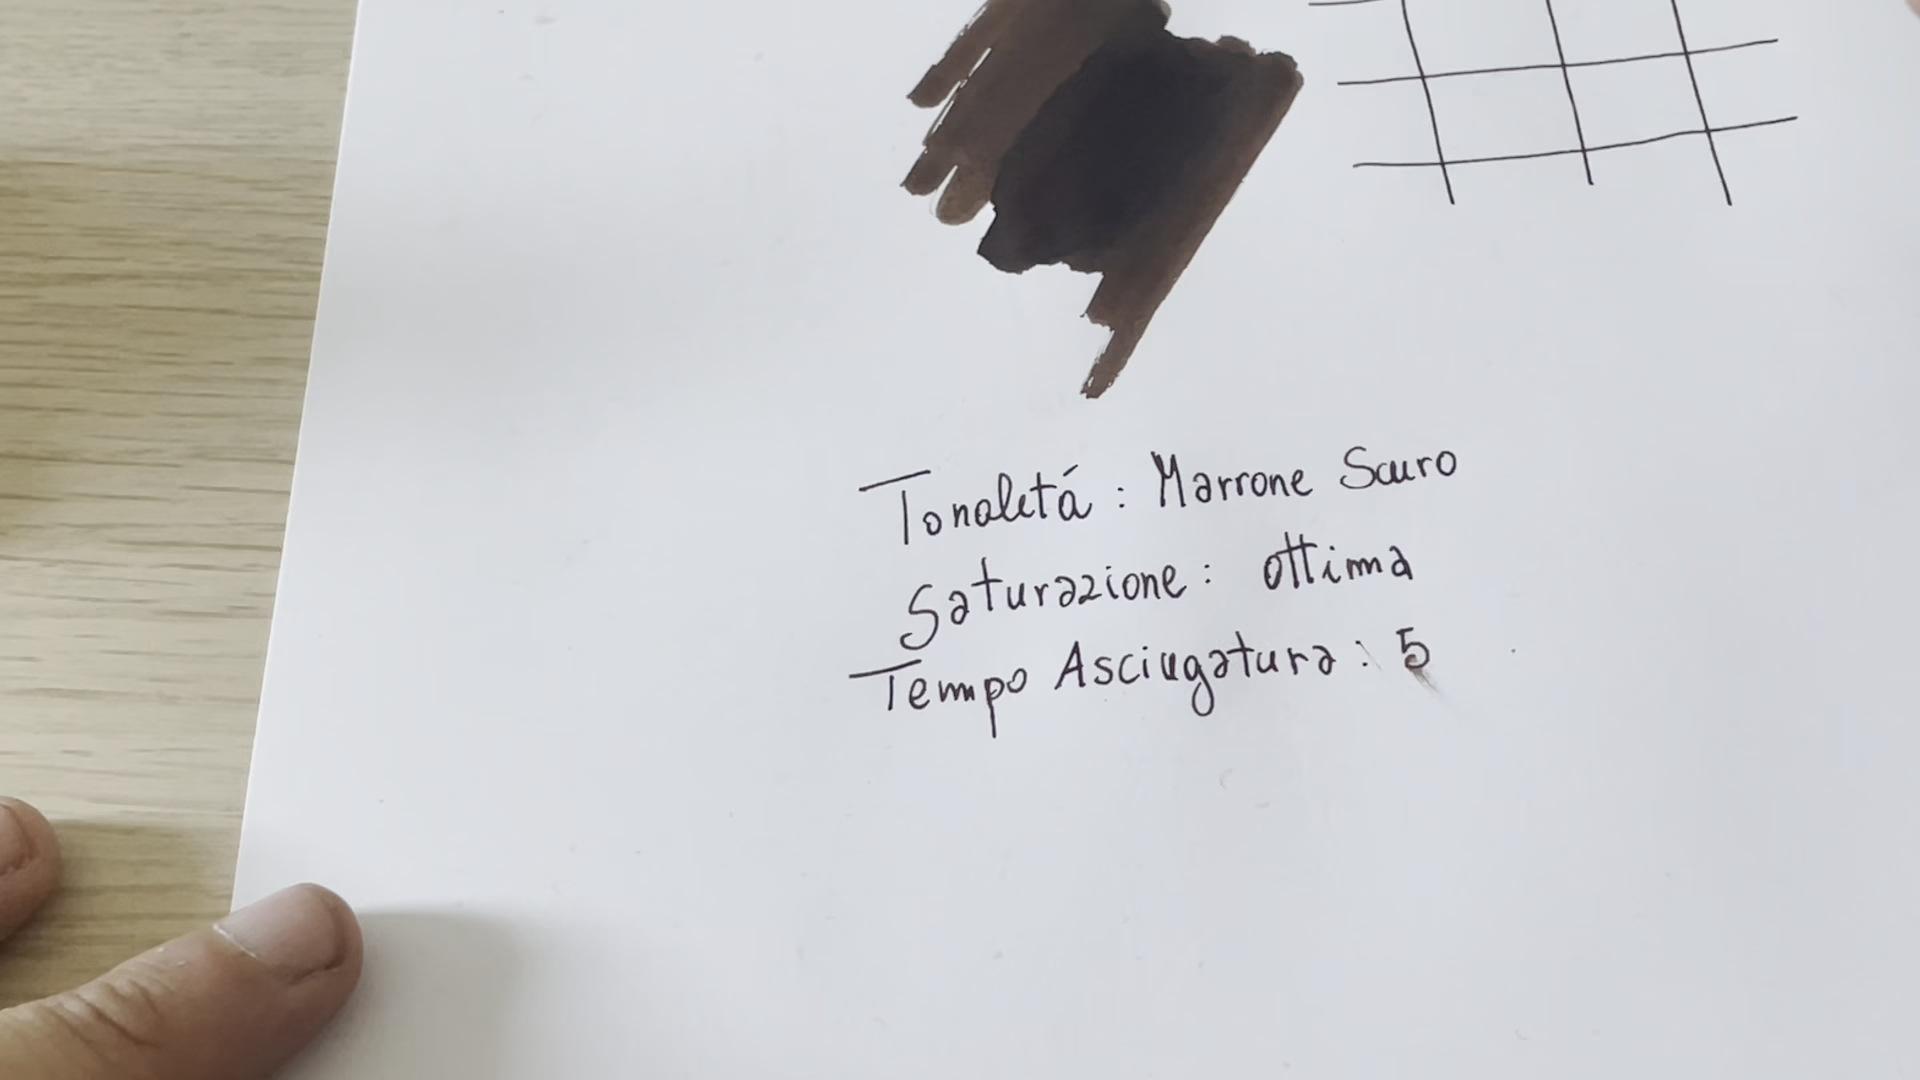 Tonalitá : Marrone Scuro
Saturazione : ottima
Tempo Asciugatura : 5